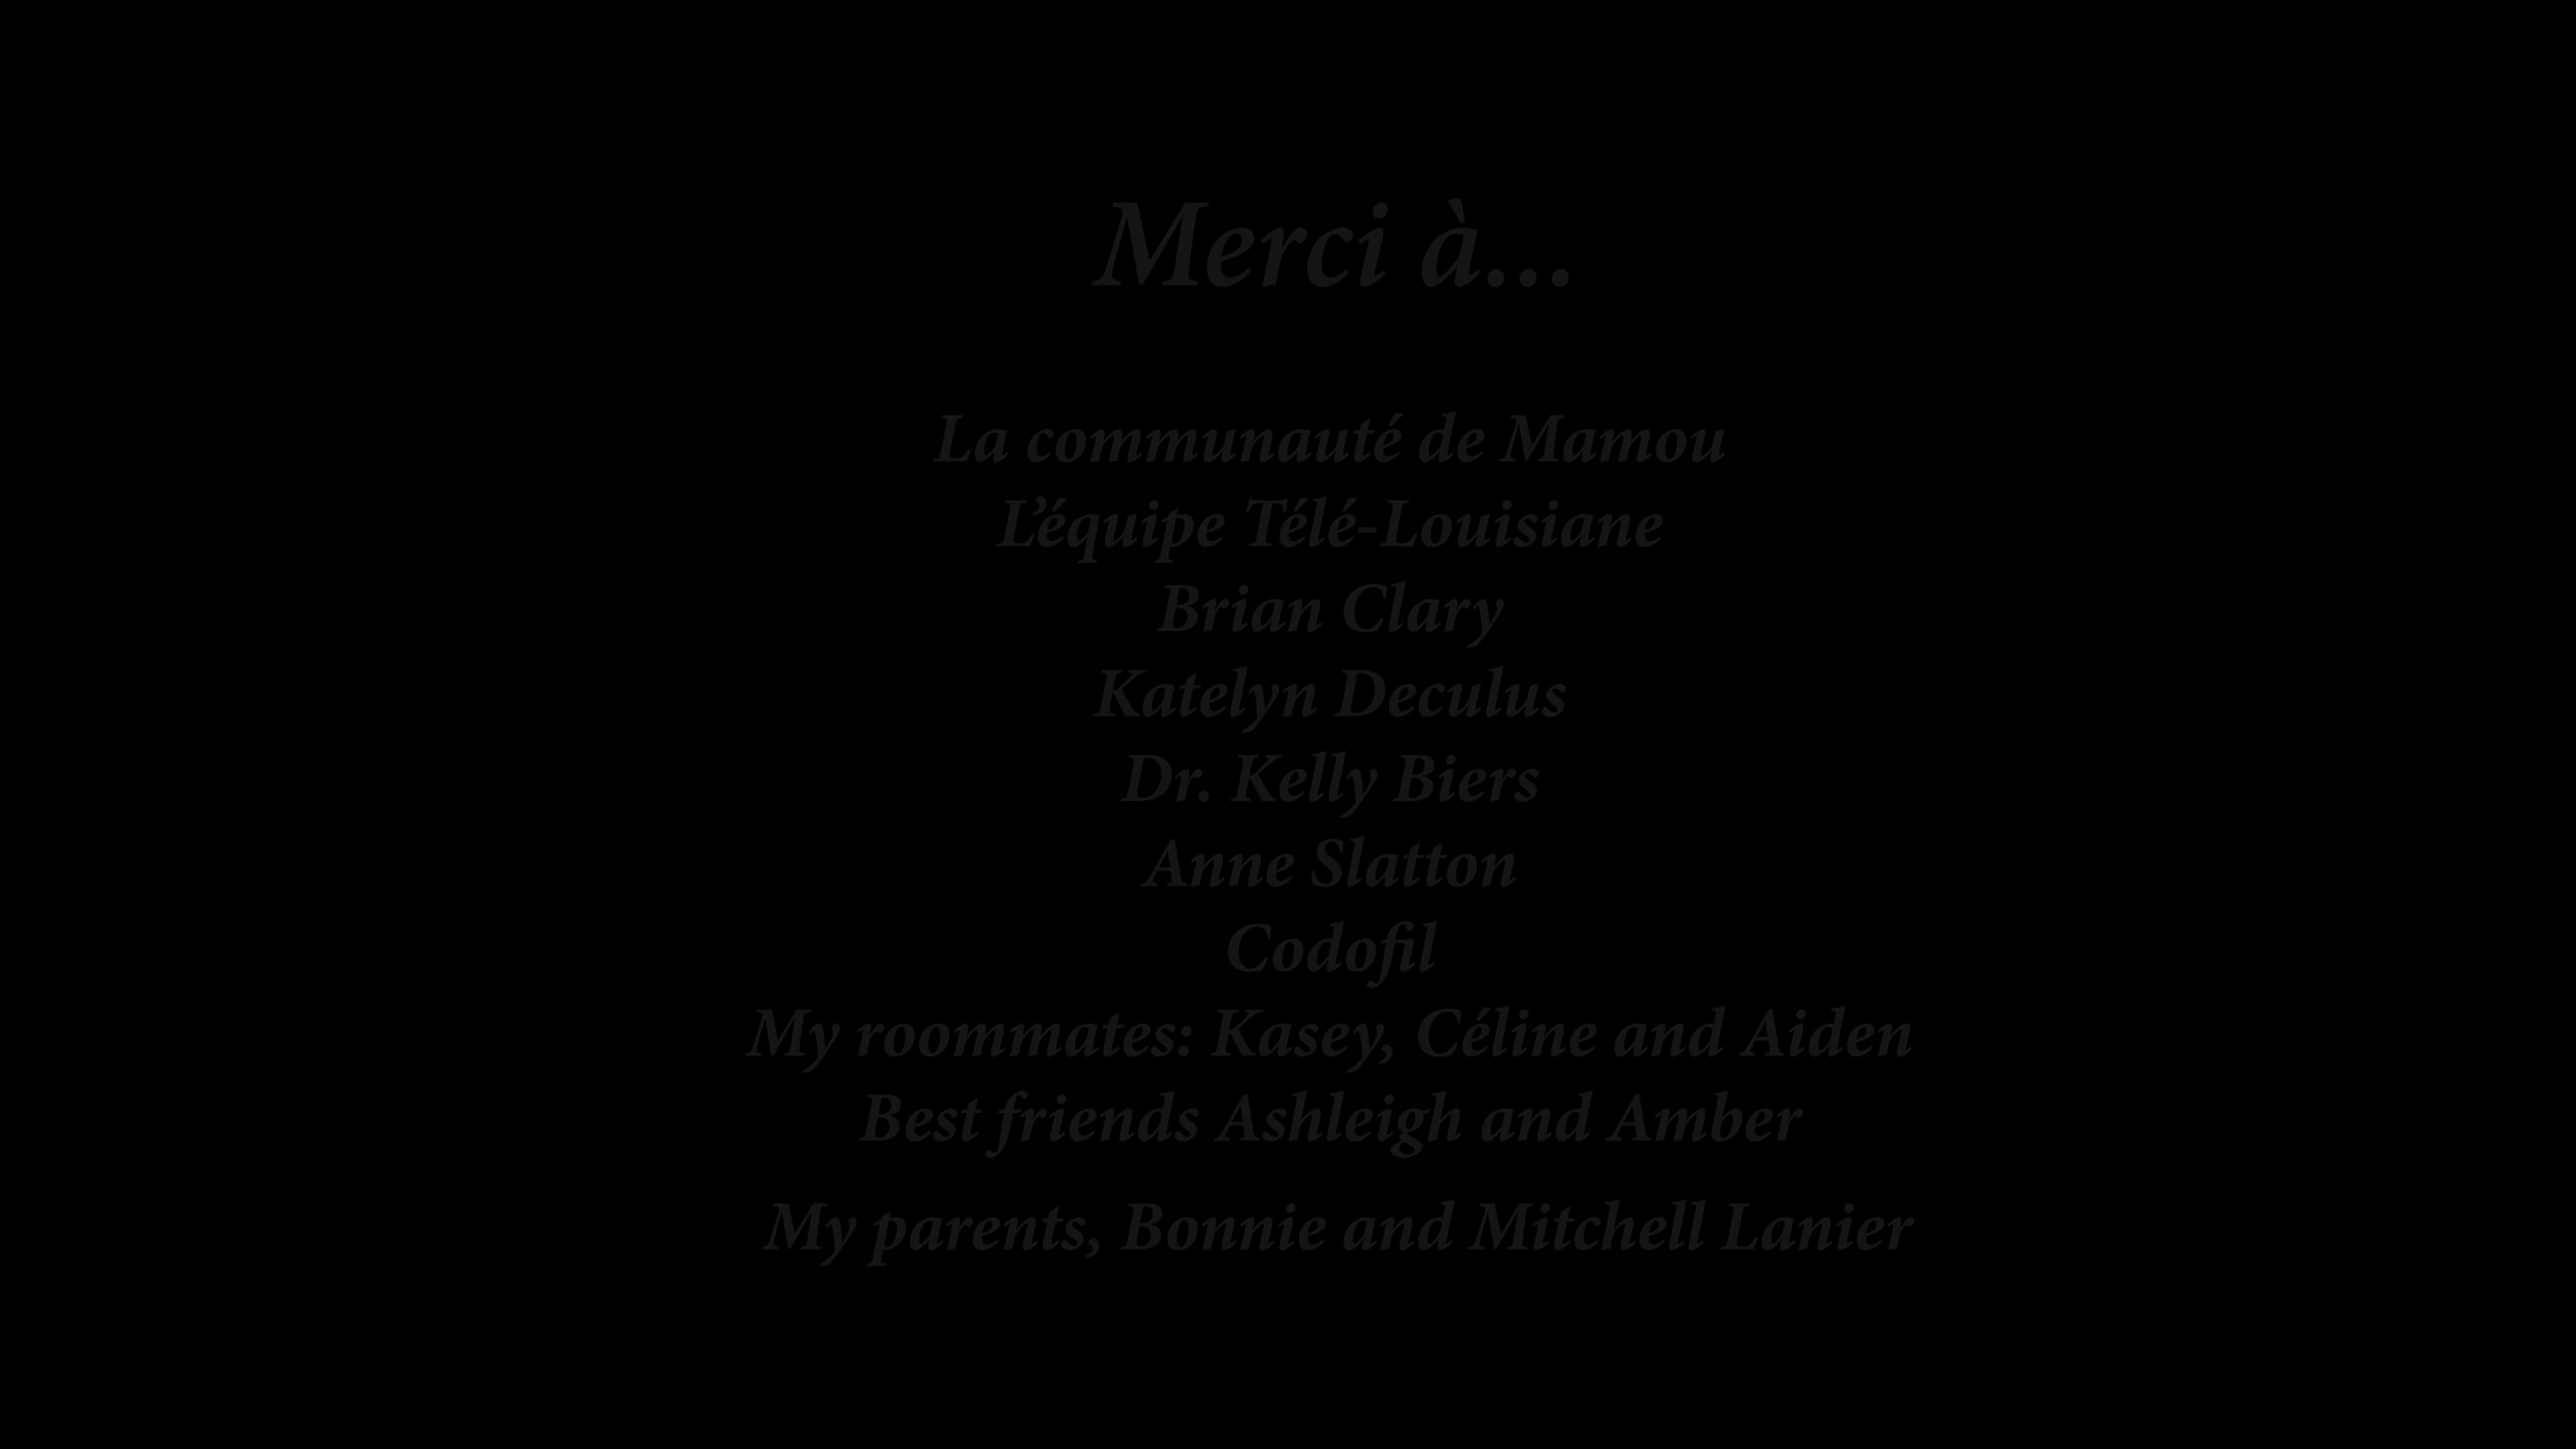 Merci à...
La communauté de Mamou
L’équipe Télé-Louisiane
Brian Clary
Katelyn Deculus
Dr. Kelly Biers
Anne Slatton
Codofil
My roommates: Kasey, Céline and Aiden
Best friends Ashleigh and Amber
My parents, Bonnie and Mitchell Lanier